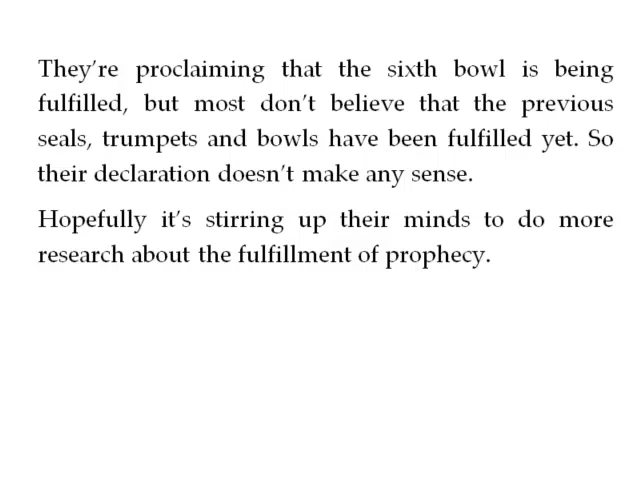 They’re proclaiming that the sixth bowl is being
fulfilled, but most don’t believe that the previous
seals, trumpets and bowls have been fulfilled yet. So
their declaration doesn’t make any sense.
Hopefully it’s stirring up their minds to do more
research about the fulfillment of prophecy.